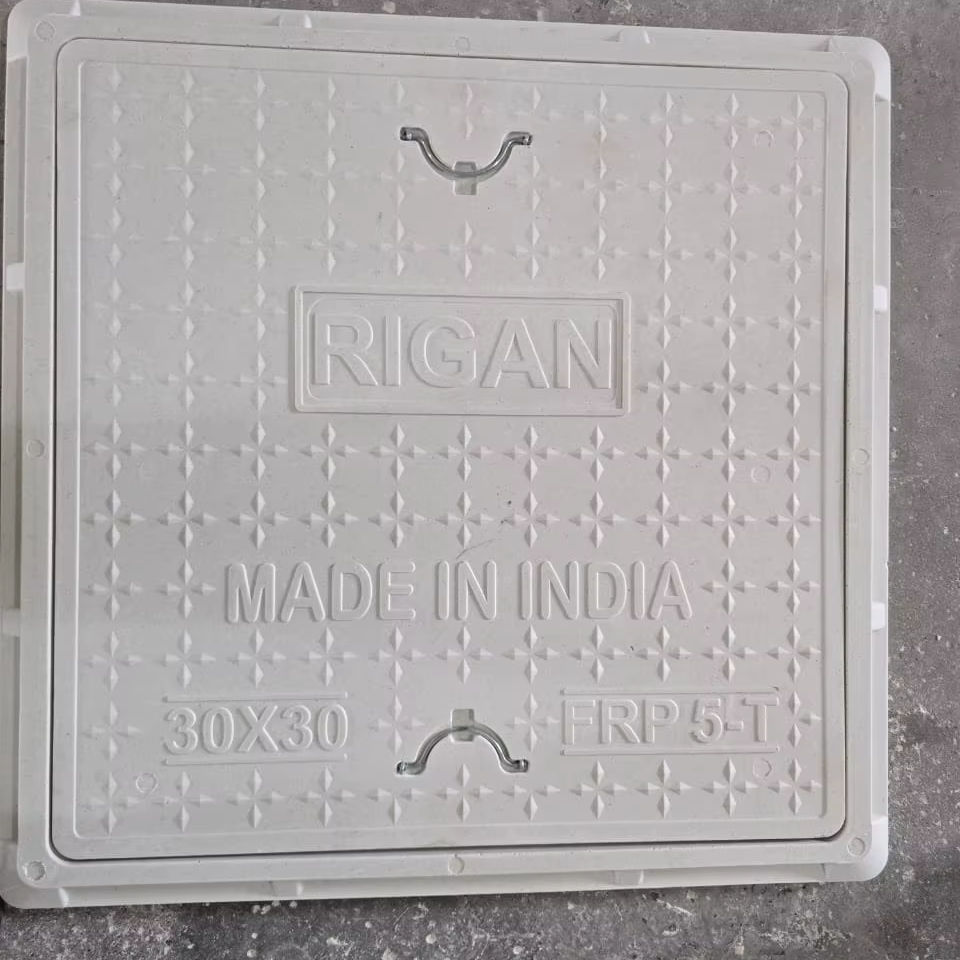 RIGAN
MADE IN INDIA
30X30
FRP 5-T